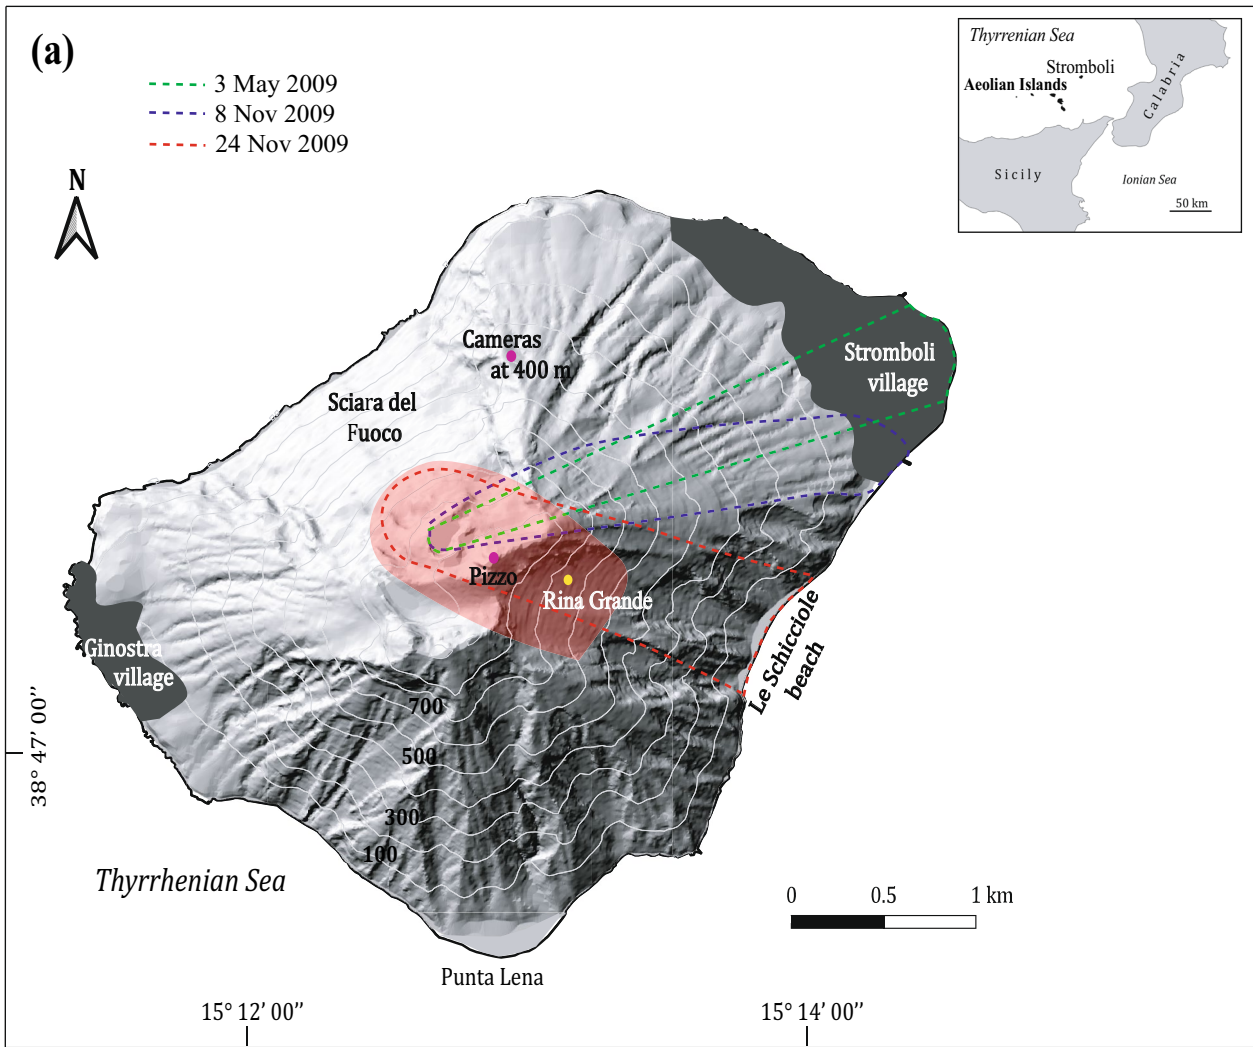 (a)
3 May 2009
8 Nov 2009
24 Nov 2009
N
Thyrrenian Sea
Stromboli
Aeolian Islands
Calabria
Sicily
Ionian Sea
50 km
Cameras
at 400 m
Stromboli
village
Sciara del
Fuoco
Pizzo
Rina Grande
Ginostra
village
Le Schicciole
beach
700
500
300
100
38° 47' 00’’
Thyrrhenian Sea
0 0.5 1 km
Punta Lena
15° 12’ 00’’
15° 14’ 00’’